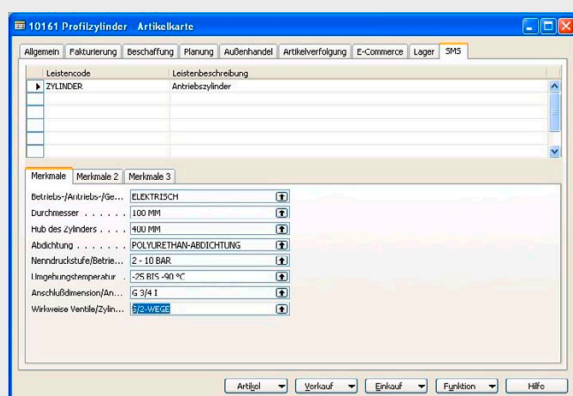 10161 Profilzylinder - Artikelkarte
Allgemein Fakturierung Beschaffung Planung Außenhandel Artikelverfolgung E-Commerce Lager SMS
Leistencode Leistenbeschreibung
ZYLINDER Antriebszylinder
Merkmale Merkmale 2 Merkmale 3
Betriebs-/Antriebs-/Ge... ELEKTRISCH
Durchmesser . . . . . . 100 MM
Hub des Zylinders . . . . 400 MM
Abdichtung . . . . . . . POLYURETHAN-ABDICHTUNG
Nenndruckstufe/Betrie... 2 - 10 BAR
Umgebungstemperatur . -25 BIS -90 °C
Anschlußdimension/An... G 3/4 I
Wirkweise Ventile/Zylin... /2-WEGE
Artikel Verkauf Einkauf Funktion Hilfe